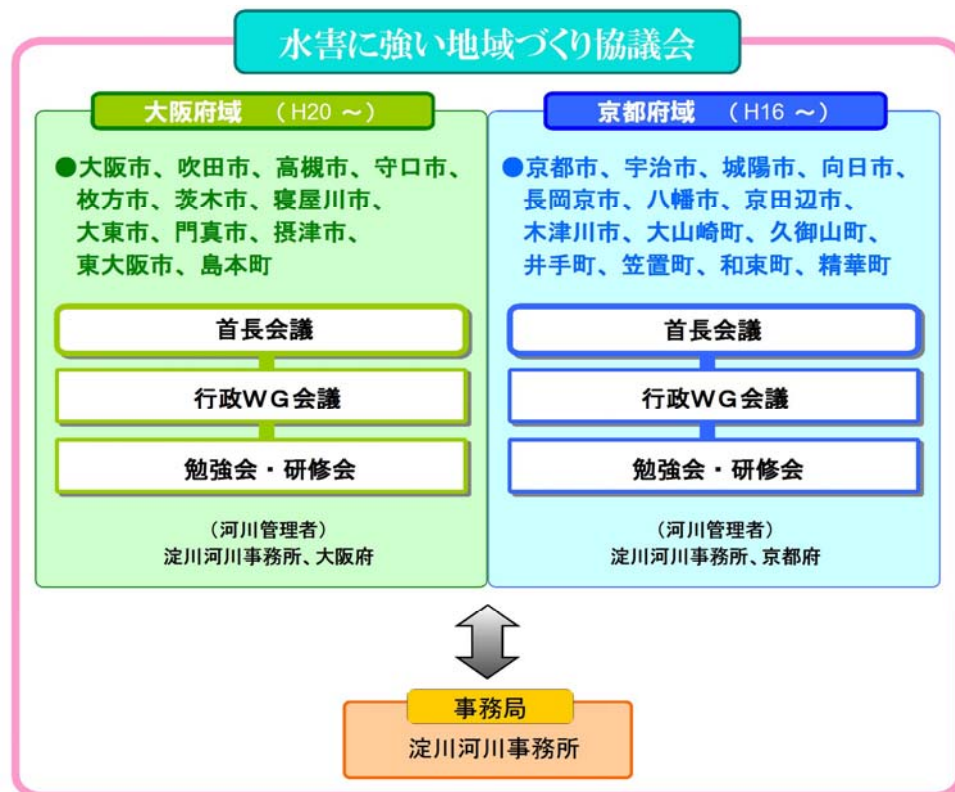 水害に強い地域づくり協議会
大阪府域 （H20 ～）
●大阪市、吹田市、高槻市、守口市、
枚方市、茨木市、寝屋川市、
大東市、門真市、摂津市、
東大阪市、島本町
首長会議
行政WG会議
勉強会・研修会
（河川管理者）
淀川河川事務所、大阪府
京都府域 （H16 ～）
●京都市、宇治市、城陽市、向日市、
長岡京市、八幡市、京田辺市、
木津川市、大山崎町、久御山町、
井手町、笠置町、和束町、精華町
首長会議
行政WG会議
勉強会・研修会
（河川管理者）
淀川河川事務所、京都府
事務局
淀川河川事務所